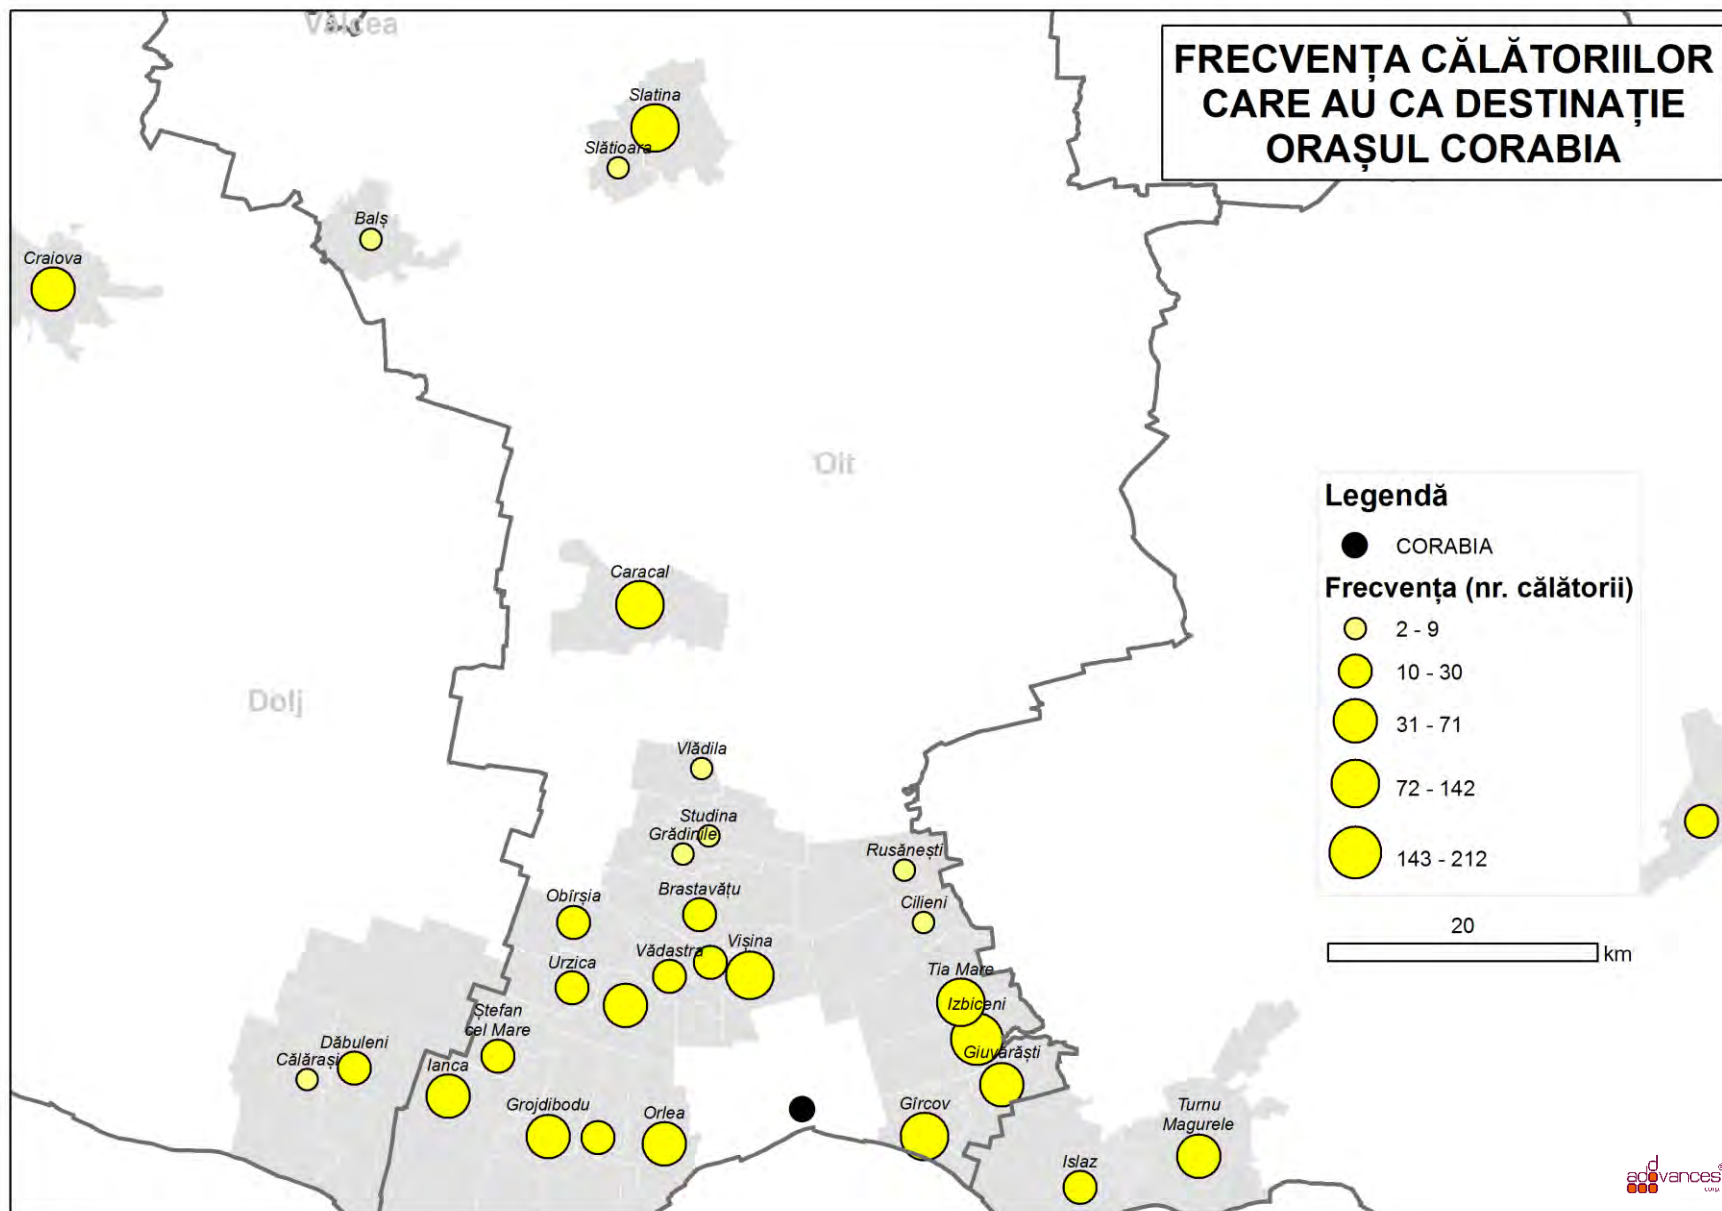 Vâlcea
FRECVENȚA CĂLĂTORIILOR
CARE AU CA DESTINAȚIE
ORAȘUL CORABIA
Slatina
Slătioara
Balș
Craiova
Olt
Legendă
CORABIA
Frecvența (nr. călătorii)
2 - 9
10 - 30
31 - 71
72 - 142
143 - 212
20
km
Caracal
Dolj
Vlădila
Studina
Grădinile
Rusănești
Brastavățu
Obîrșia
Cilieni
Vișina
Vădastra
Urzica
Tia Mare
Izbiceni
Ștefan
cel Mare
Dăbuleni
Călărași
Ianca
Giuvărăști
Grojdibodu
Orlea
Gîrcov
Turnu
Magurele
Islaz
addvances
corp.